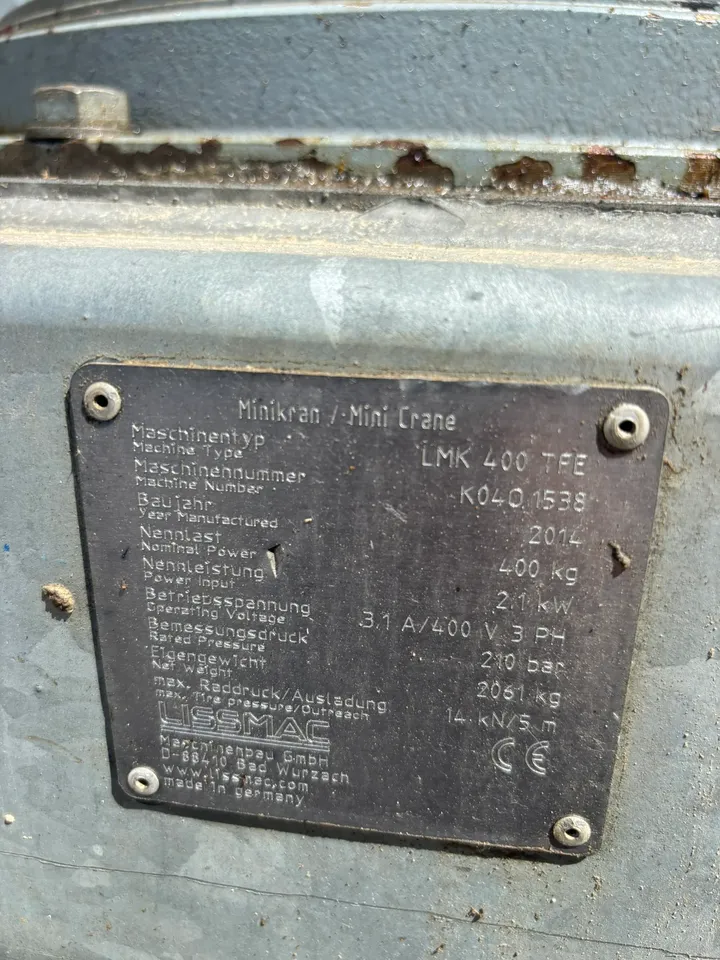 Minikran / Mini Crane
Maschinentyp LMK 400 TFE
Machine Type
Maschinennummer K040.1538
Machine Number
Baujahr 2014
Year Manufactured
Nennlast 400 kg
Nominal Power
Nennleistung 2.1 kW
Power Input
Betriebsspannung 3.1 A/400 V 3 PH
Operating Voltage
Bemessungsdruck 210 bar
Rated Pressure
Eigengewicht 2061 kg
Net Weight
max. Raddruck/Ausladung 14 kN/5 m
max. Tire pressure/Outreach
LISSMAC CE
Maschinenbau GmbH
D-88410 Bad Wurzach
www.lissmac.com
made in germany